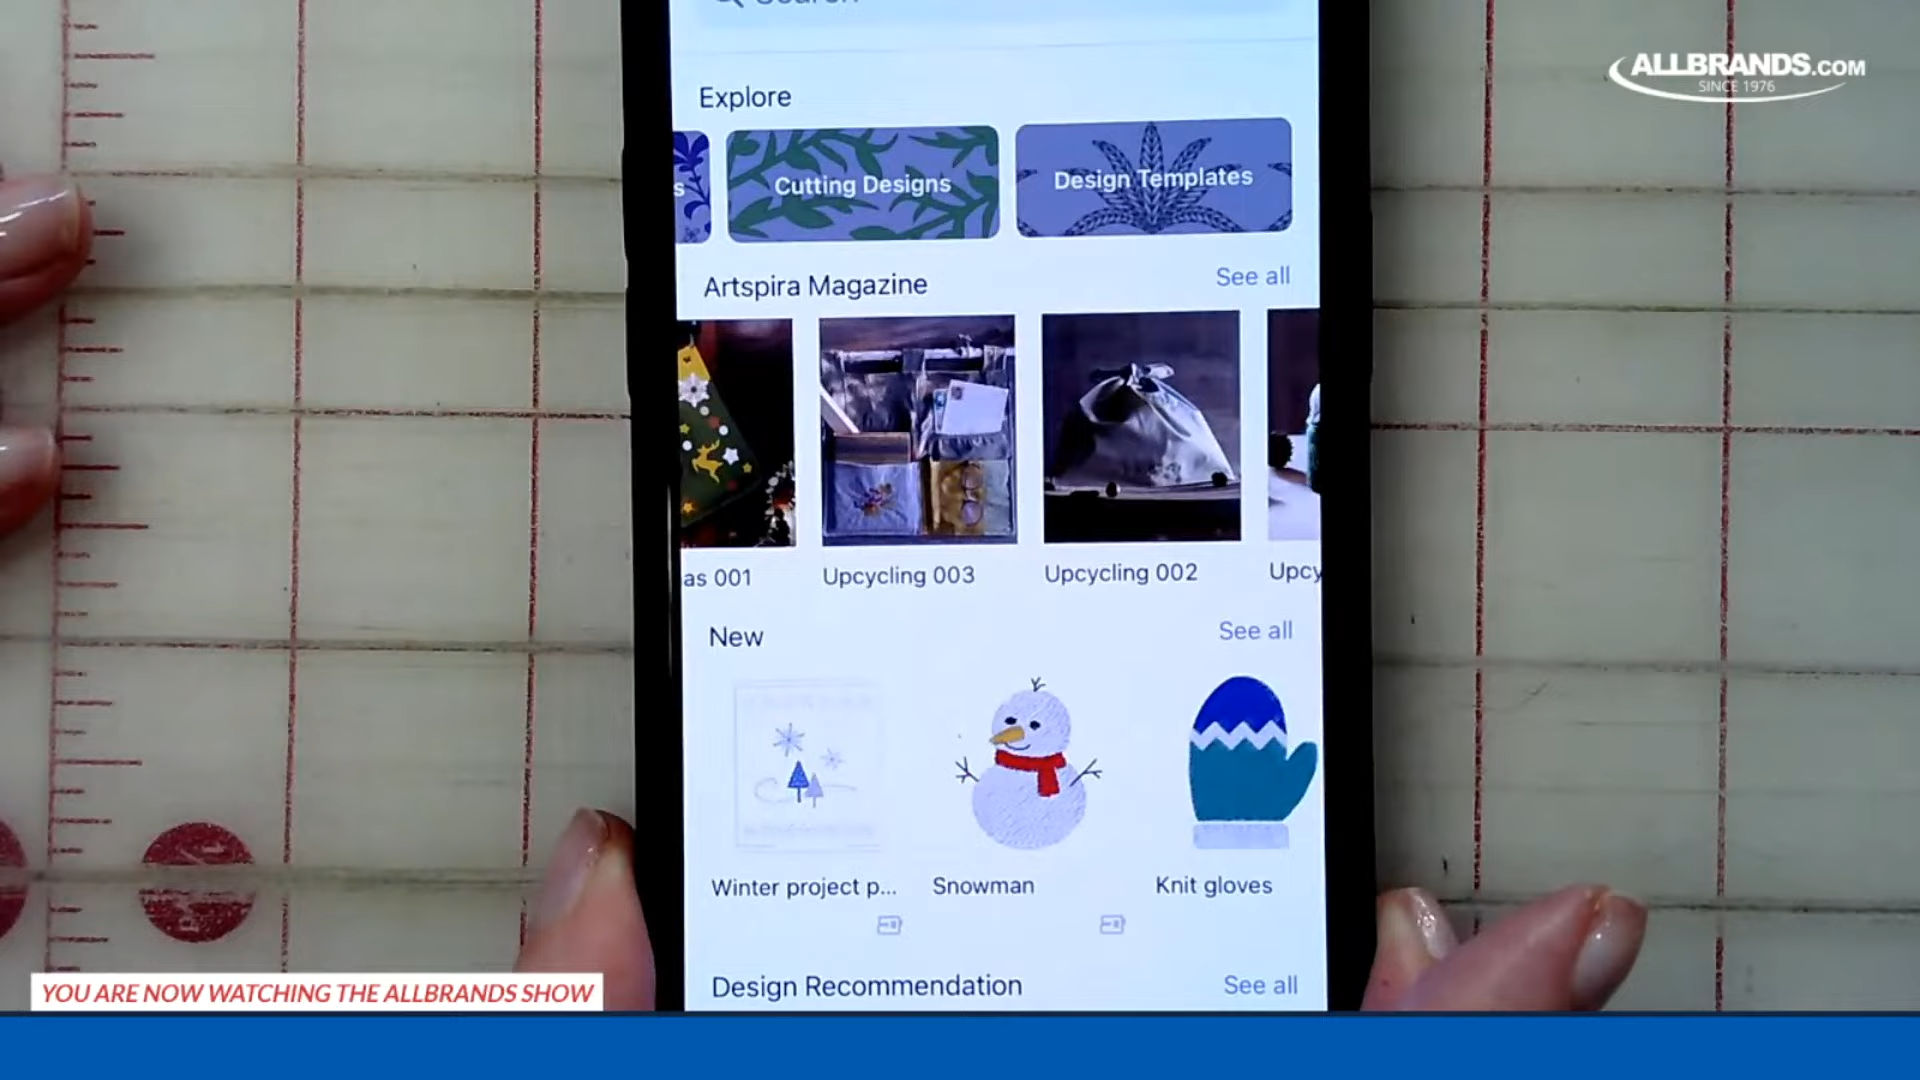 Search
ALLBRANDS.COM
SINCE 1976
Explore
s
Cutting Designs
Design Templates
Artspira Magazine
See all
as 001
Upcycling 003
Upcycling 002
Upcy
New
See all
Winter project p...
Snowman
Knit gloves
Design Recommendation
See all
YOU ARE NOW WATCHING THE ALLBRANDS SHOW